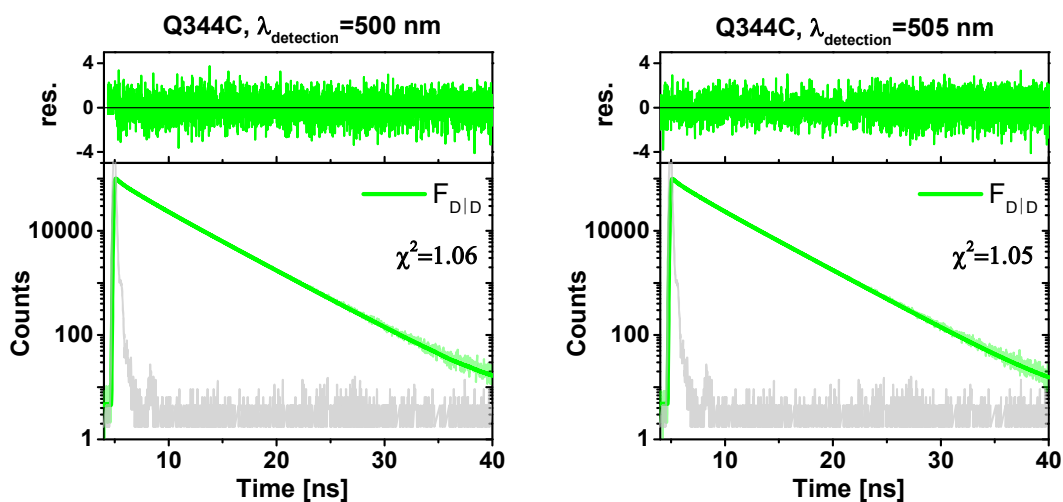 Q344C, λdetection=500 nm
4
0
-4
res.
F D|D
χ²=1.06
10000
100
1
Counts
10 20 30 40
Time [ns]
Q344C, λdetection=505 nm
4
0
-4
res.
F D|D
χ²=1.05
10000
100
1
Counts
10 20 30 40
Time [ns]